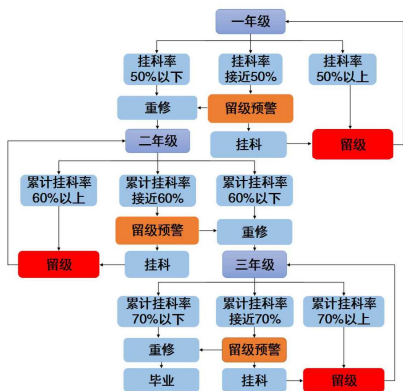 一年级
挂科率
50%以下
挂科率
接近50%
挂科率
50%以上
重修
留级预警
挂科
留级
二年级
累计挂科率
60%以上
累计挂科率
接近60%
累计挂科率
60%以下
留级预警
重修
留级
挂科
三年级
累计挂科率
70%以下
累计挂科率
接近70%
累计挂科率
70%以上
重修
留级预警
毕业
挂科
留级